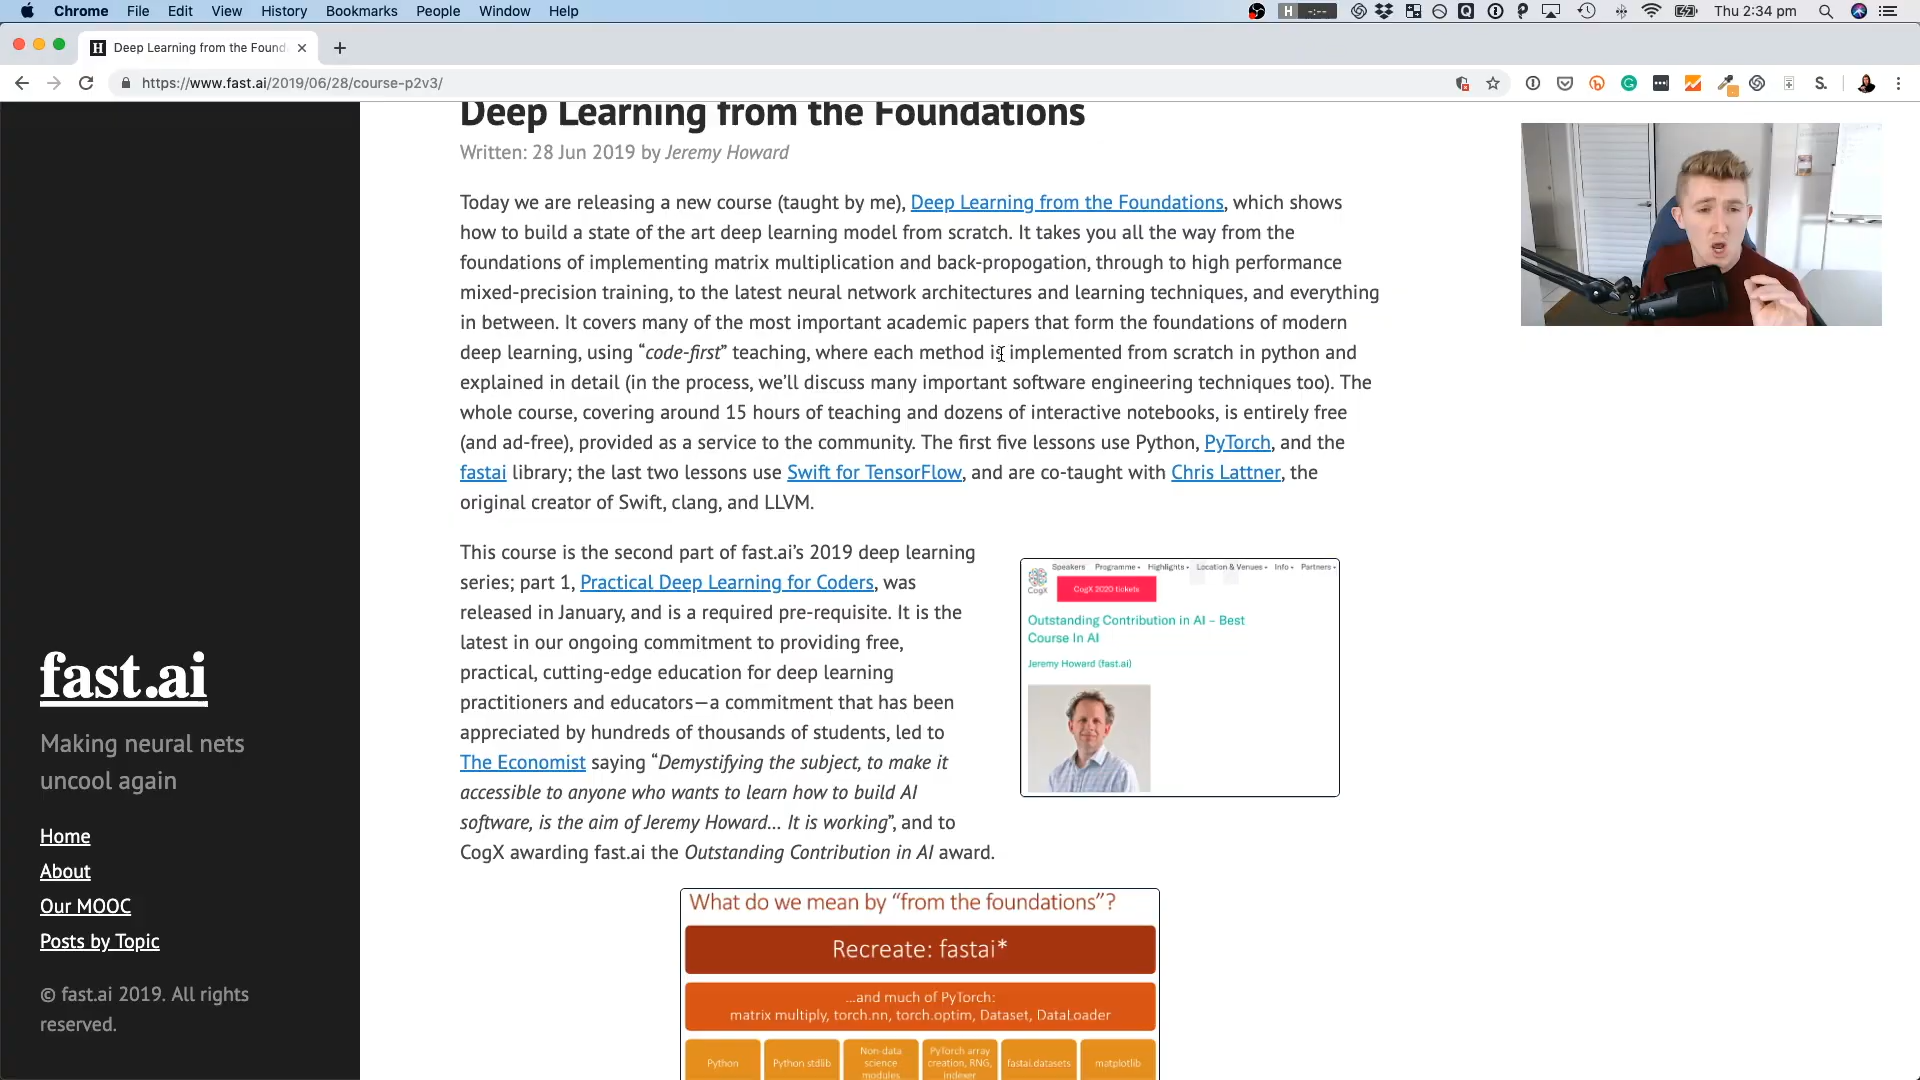 Chrome File Edit View History Bookmarks People Window Help
H -:-- Thu 2:34 pm
Deep Learning from the Found
https://www.fast.ai/2019/06/28/course-p2v3/
Deep Learning from the Foundations
Written: 28 Jun 2019 by Jeremy Howard
Today we are releasing a new course (taught by me), Deep Learning from the Foundations, which shows
how to build a state of the art deep learning model from scratch. It takes you all the way from the
foundations of implementing matrix multiplication and back-propogation, through to high performance
mixed-precision training, to the latest neural network architectures and learning techniques, and everything
in between. It covers many of the most important academic papers that form the foundations of modern
deep learning, using “code-first” teaching, where each method is implemented from scratch in python and
explained in detail (in the process, we’ll discuss many important software engineering techniques too). The
whole course, covering around 15 hours of teaching and dozens of interactive notebooks, is entirely free
(and ad-free), provided as a service to the community. The first five lessons use Python, PyTorch, and the
fastai library; the last two lessons use Swift for TensorFlow, and are co-taught with Chris Lattner, the
original creator of Swift, clang, and LLVM.
This course is the second part of fast.ai’s 2019 deep learning
series; part 1, Practical Deep Learning for Coders, was
released in January, and is a required pre-requisite. It is the
latest in our ongoing commitment to providing free,
practical, cutting-edge education for deep learning
practitioners and educators—a commitment that has been
appreciated by hundreds of thousands of students, led to
The Economist saying “Demystifying the subject, to make it
accessible to anyone who wants to learn how to build AI
software, is the aim of Jeremy Howard… It is working”, and to
CogX awarding fast.ai the Outstanding Contribution in AI award.
Speakers Programme Highlights Location & Venues Info Partners
CogX
CogX 2020 tickets
Outstanding Contribution in AI – Best
Course In AI
Jeremy Howard (fast.ai)
What do we mean by “from the foundations”?
Recreate: fastai*
...and much of PyTorch:
matrix multiply, torch.nn, torch.optim, Dataset, DataLoader
Python
Python stdlib
Non-data
science
modules
PyTorch array
creation, RNG,
indexer
fastai.datasets
matplotlib
fast.ai
Making neural nets
uncool again
Home
About
Our MOOC
Posts by Topic
© fast.ai 2019. All rights
reserved.